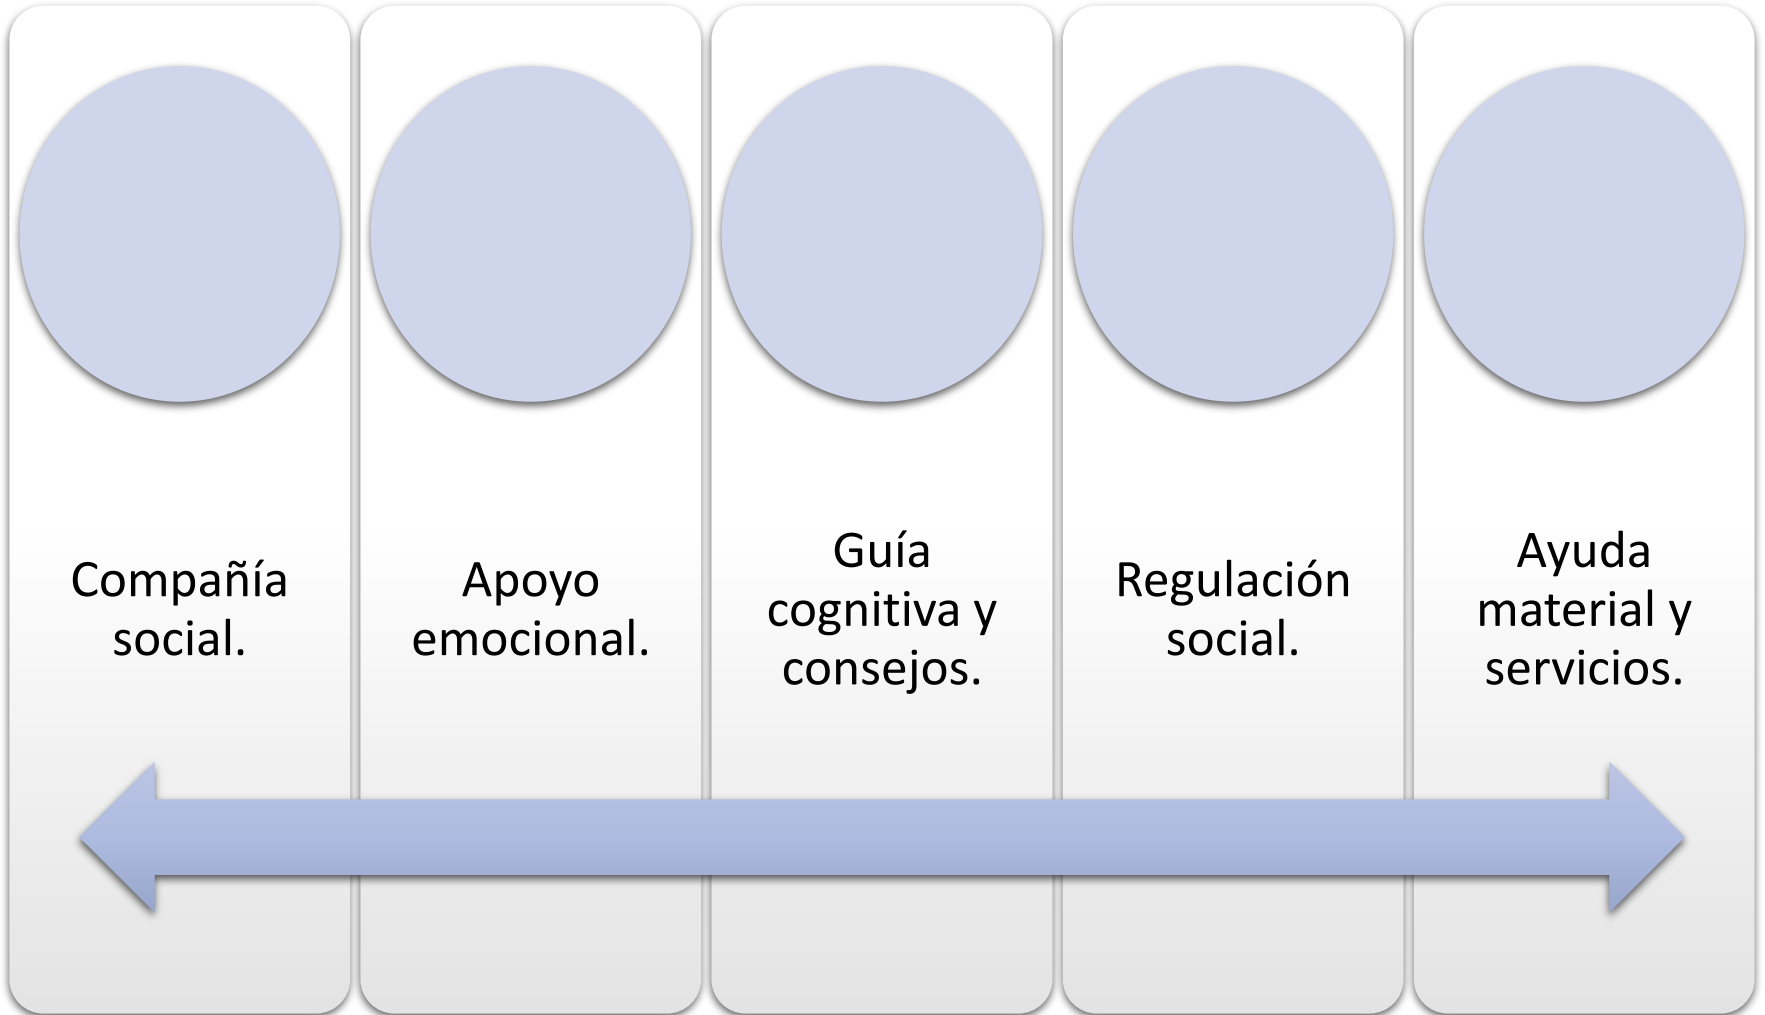 Compañía
social.
Apoyo
emocional.
Guía
cognitiva y
consejos.
Regulación
social.
Ayuda
material y
servicios.